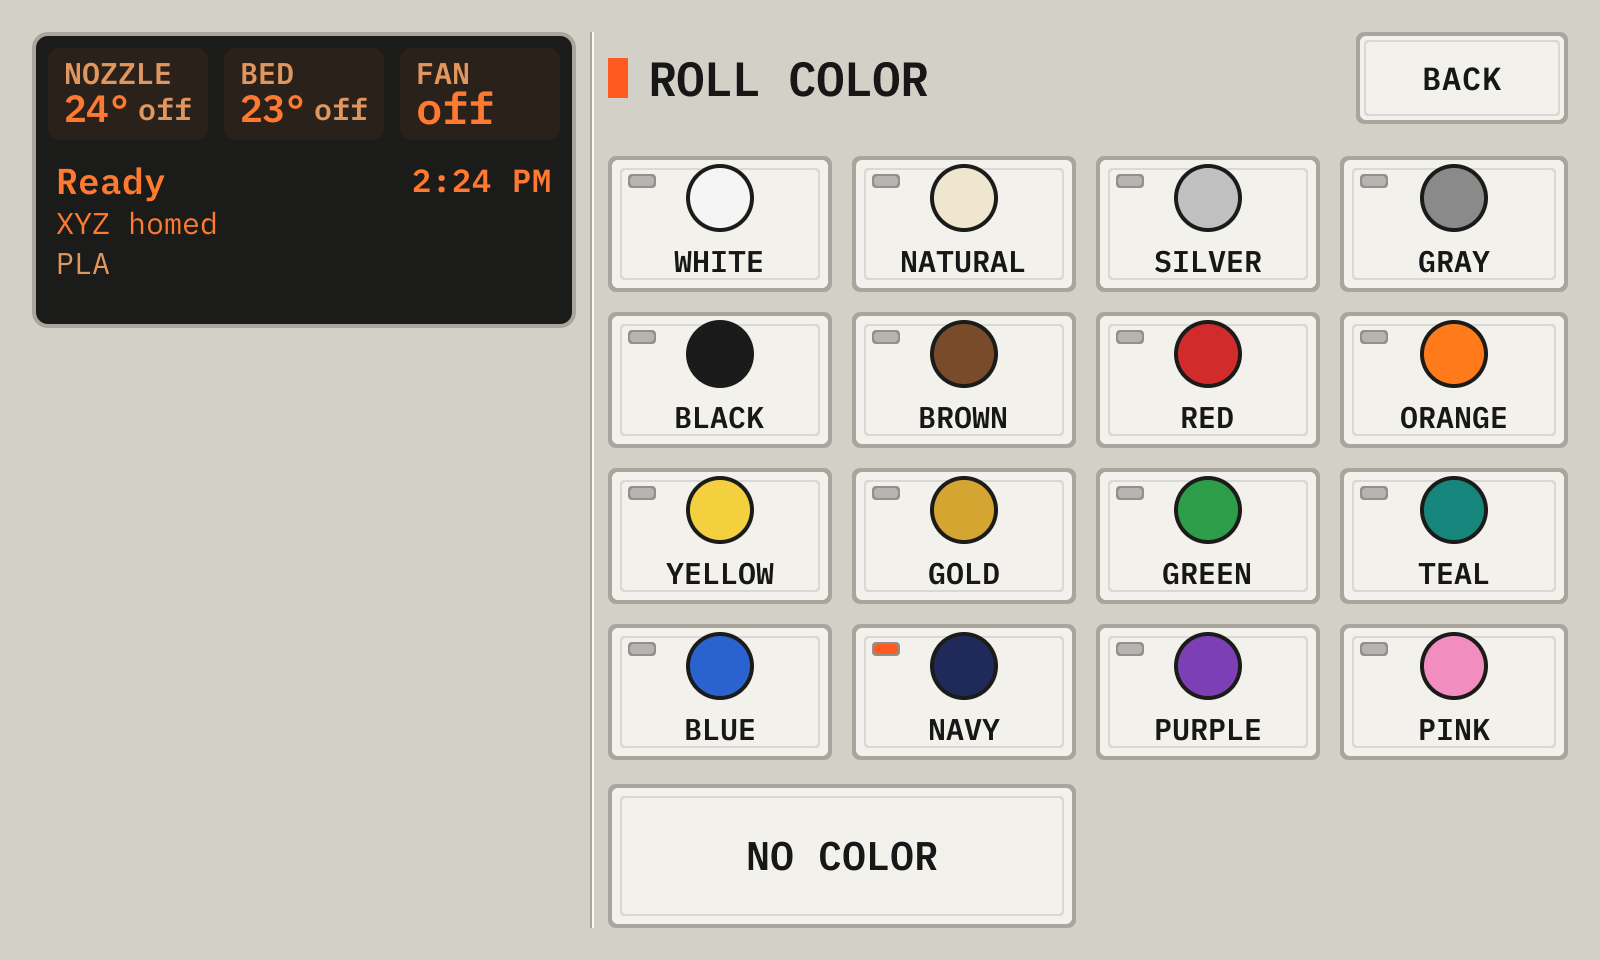 NOZZLE BED FAN
24° off 23° off off
Ready 2:24 PM
XYZ homed
PLA
ROLL COLOR
BACK
WHITE NATURAL SILVER GRAY
BLACK BROWN RED ORANGE
YELLOW GOLD GREEN TEAL
BLUE NAVY PURPLE PINK
NO COLOR